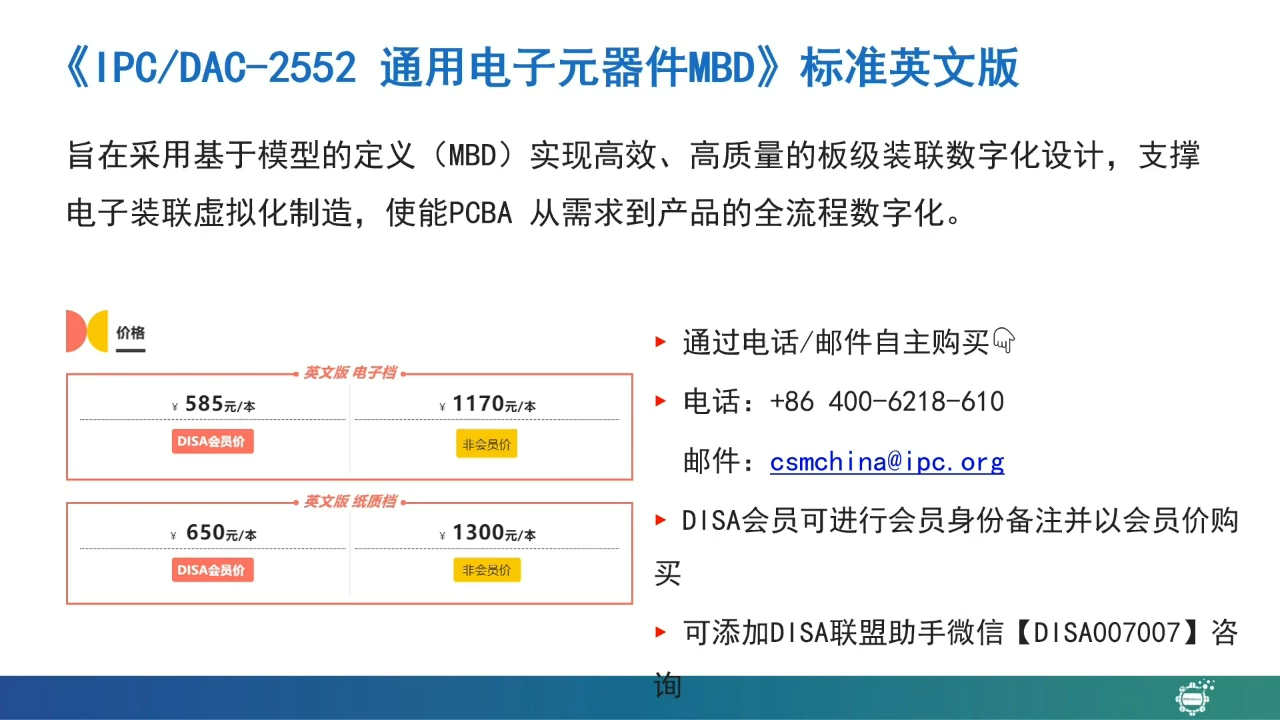 《IPC/DAC-2552 通用电子元器件MBD》标准英文版
旨在采用基于模型的定义（MBD）实现高效、高质量的板级装联数字化设计，支撑
电子装联虚拟化制造，使能PCBA 从需求到产品的全流程数字化。
价格
英文版 电子档
￥ 585元/本
￥ 1170元/本
DISA会员价
非会员价
英文版 纸质档
￥ 650元/本
￥ 1300元/本
DISA会员价
非会员价
通过电话/邮件自主购买👇
电话：+86 400-6218-610
邮件：csmchina@ipc.org
DISA会员可进行会员身份备注并以会员价购
买
可添加DISA联盟助手微信【DISA007007】咨
询